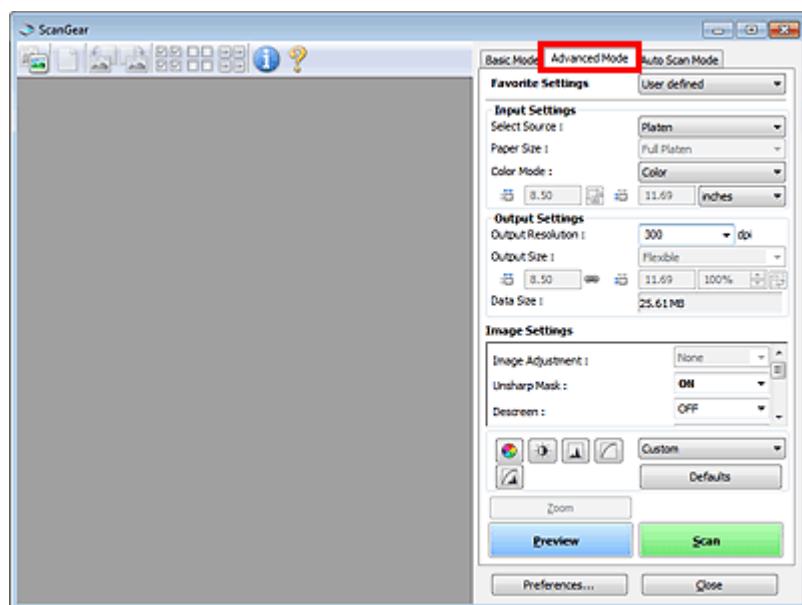 ScanGear
Basic Mode Advanced Mode Auto Scan Mode
Favorite Settings User defined
Input Settings
Select Source : Platen
Paper Size : Full Platen
Color Mode : Color
8.50 11.69 inches
Output Settings
Output Resolution : 300 dpi
Output Size : Flexible
8.50 11.69 100%
Data Size : 25.61 MB
Image Settings
Image Adjustment : None
Unsharp Mask : ON
Descreen : OFF
Custom
Defaults
Zoom
Preview Scan
Preferences... Close